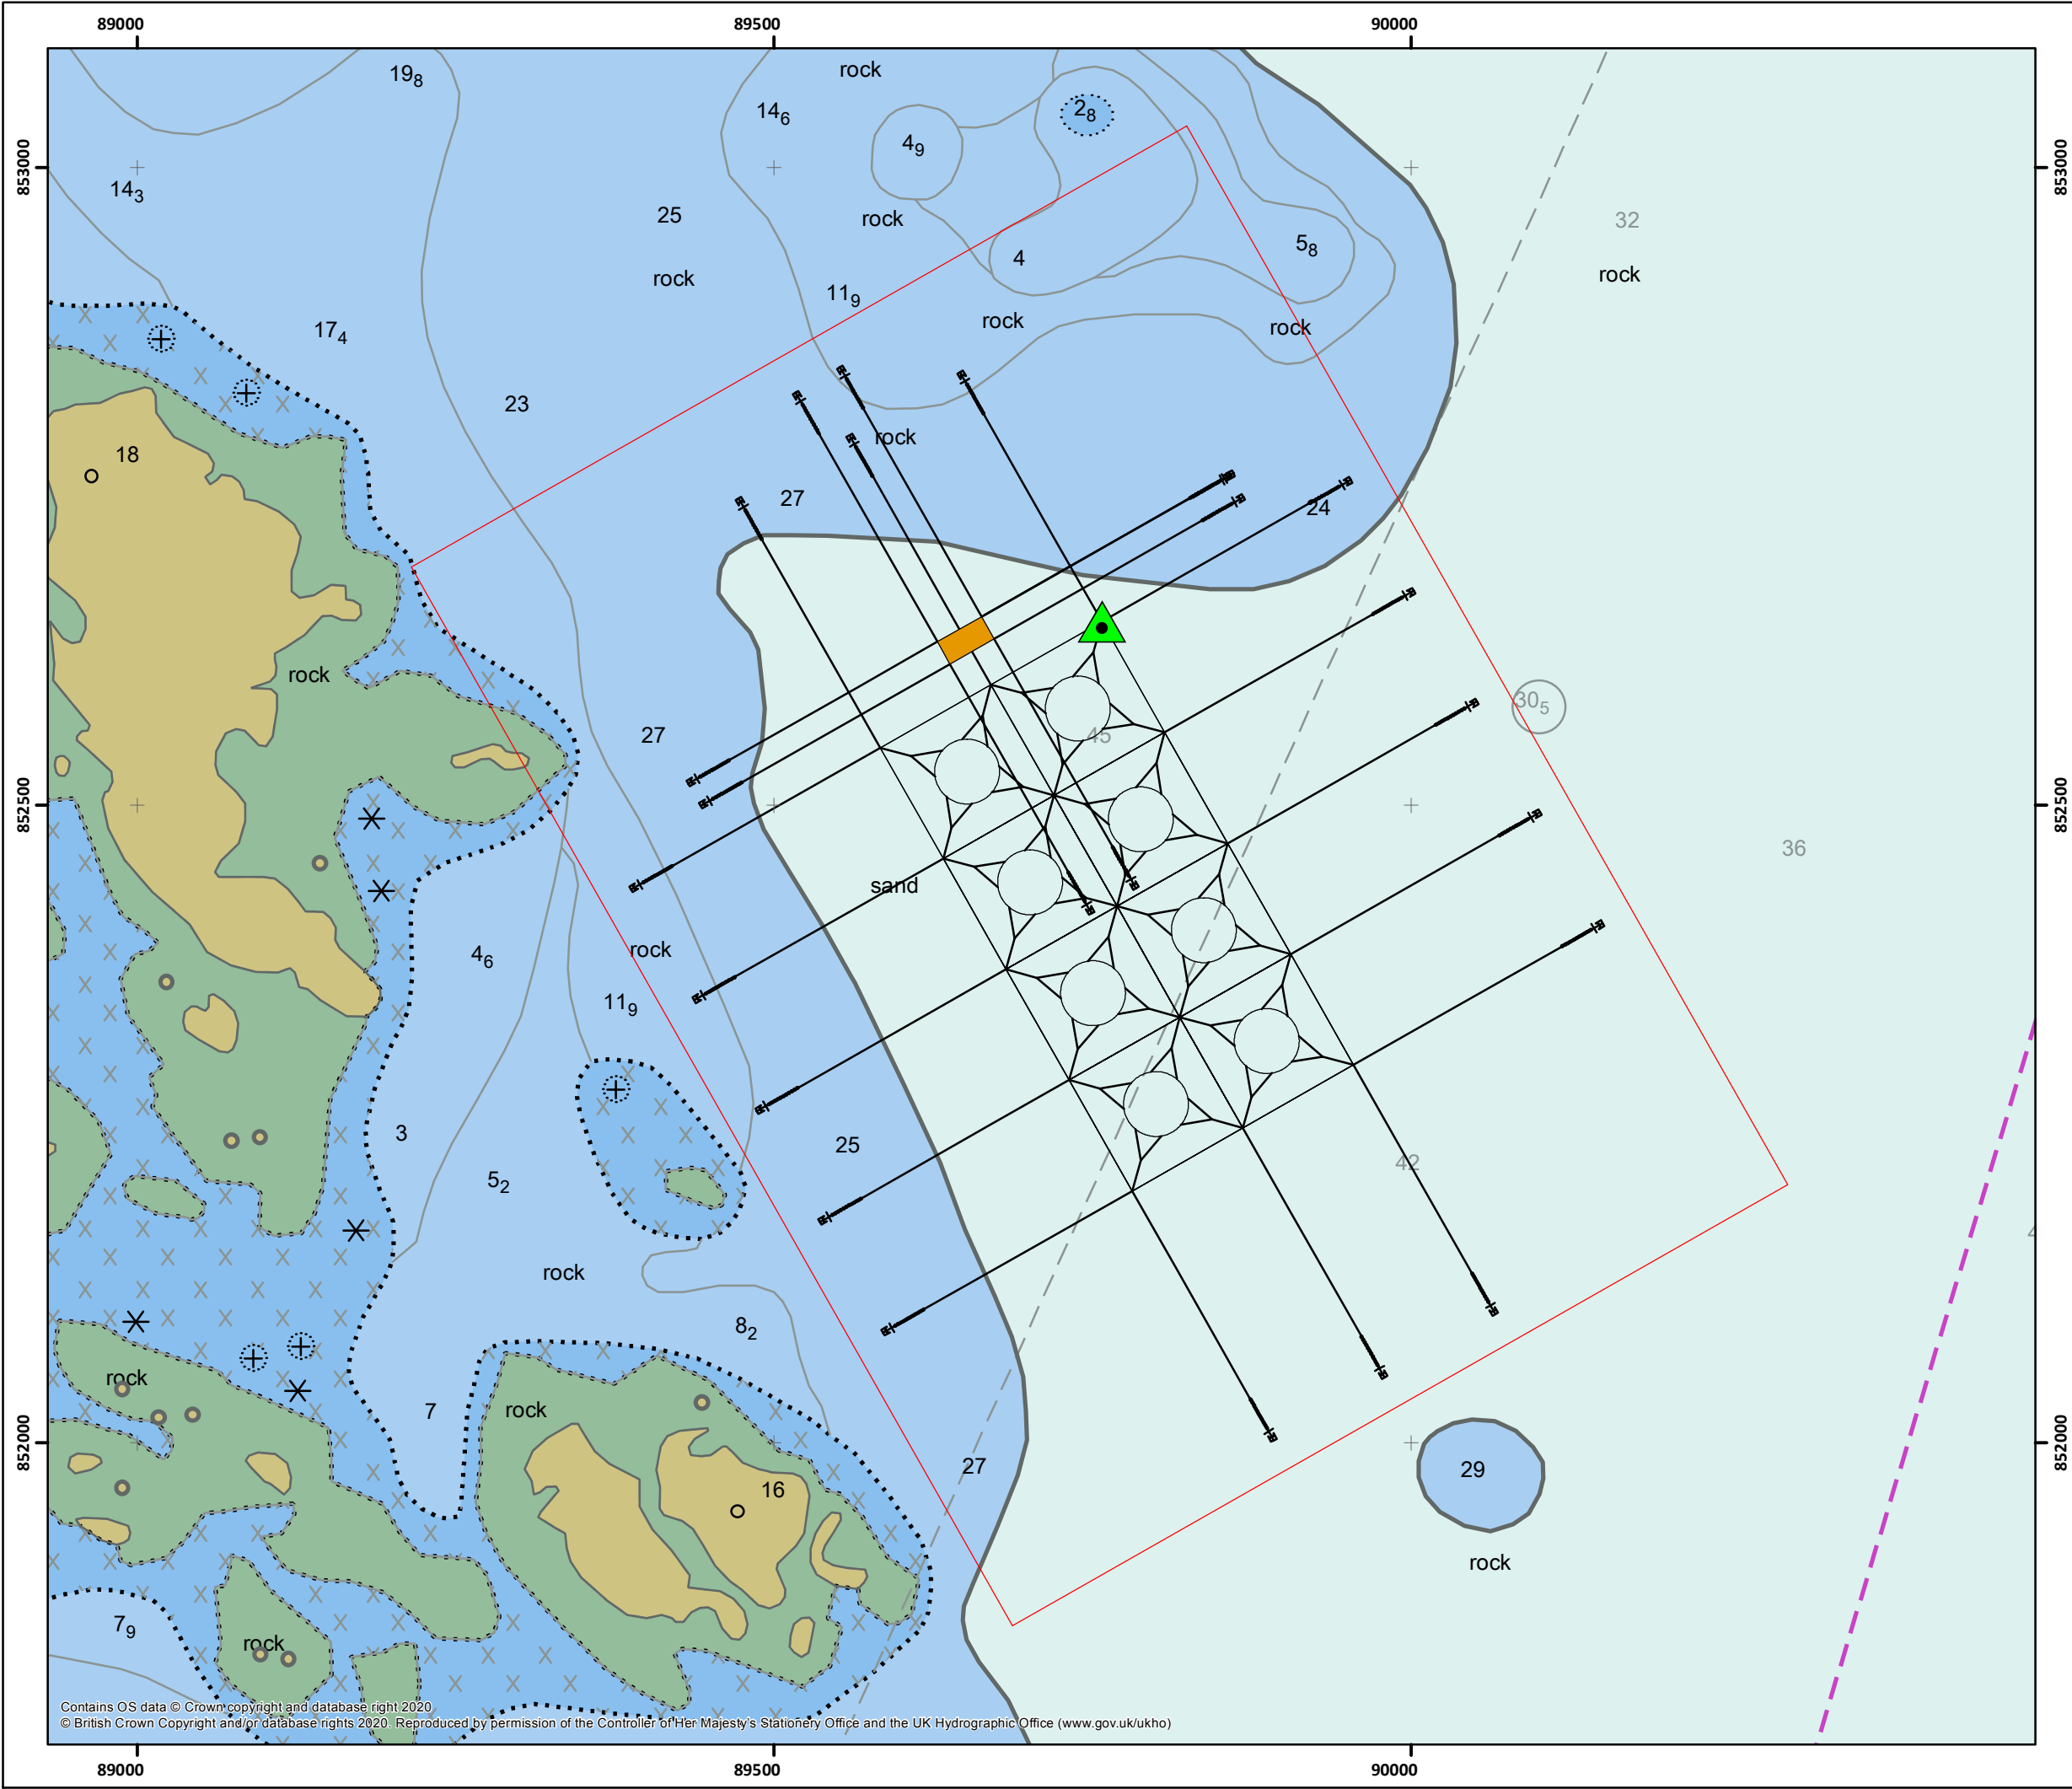 89000 89500 90000
19₈ rock
14₆ 2₈
4₉
853000 853000
14₃ 25 rock 32
4 5₈
rock rock
11₉
17₄ rock rock
23
rock
18
27 24
rock
30₅
27 45
852500 852500
36
sand
4₆ rock
11₉
3 25
42
5₂
4
rock
8₂
rock
7 rock
852000 852000
27 29
16
rock
7₉
rock
Contains OS data © Crown copyright and database right 2020
© British Crown Copyright and/or database rights 2020. Reproduced by permission of the Controller of Her Majesty's Stationery Office and the UK Hydrographic Office (www.gov.uk/ukho)
89000 89500 90000